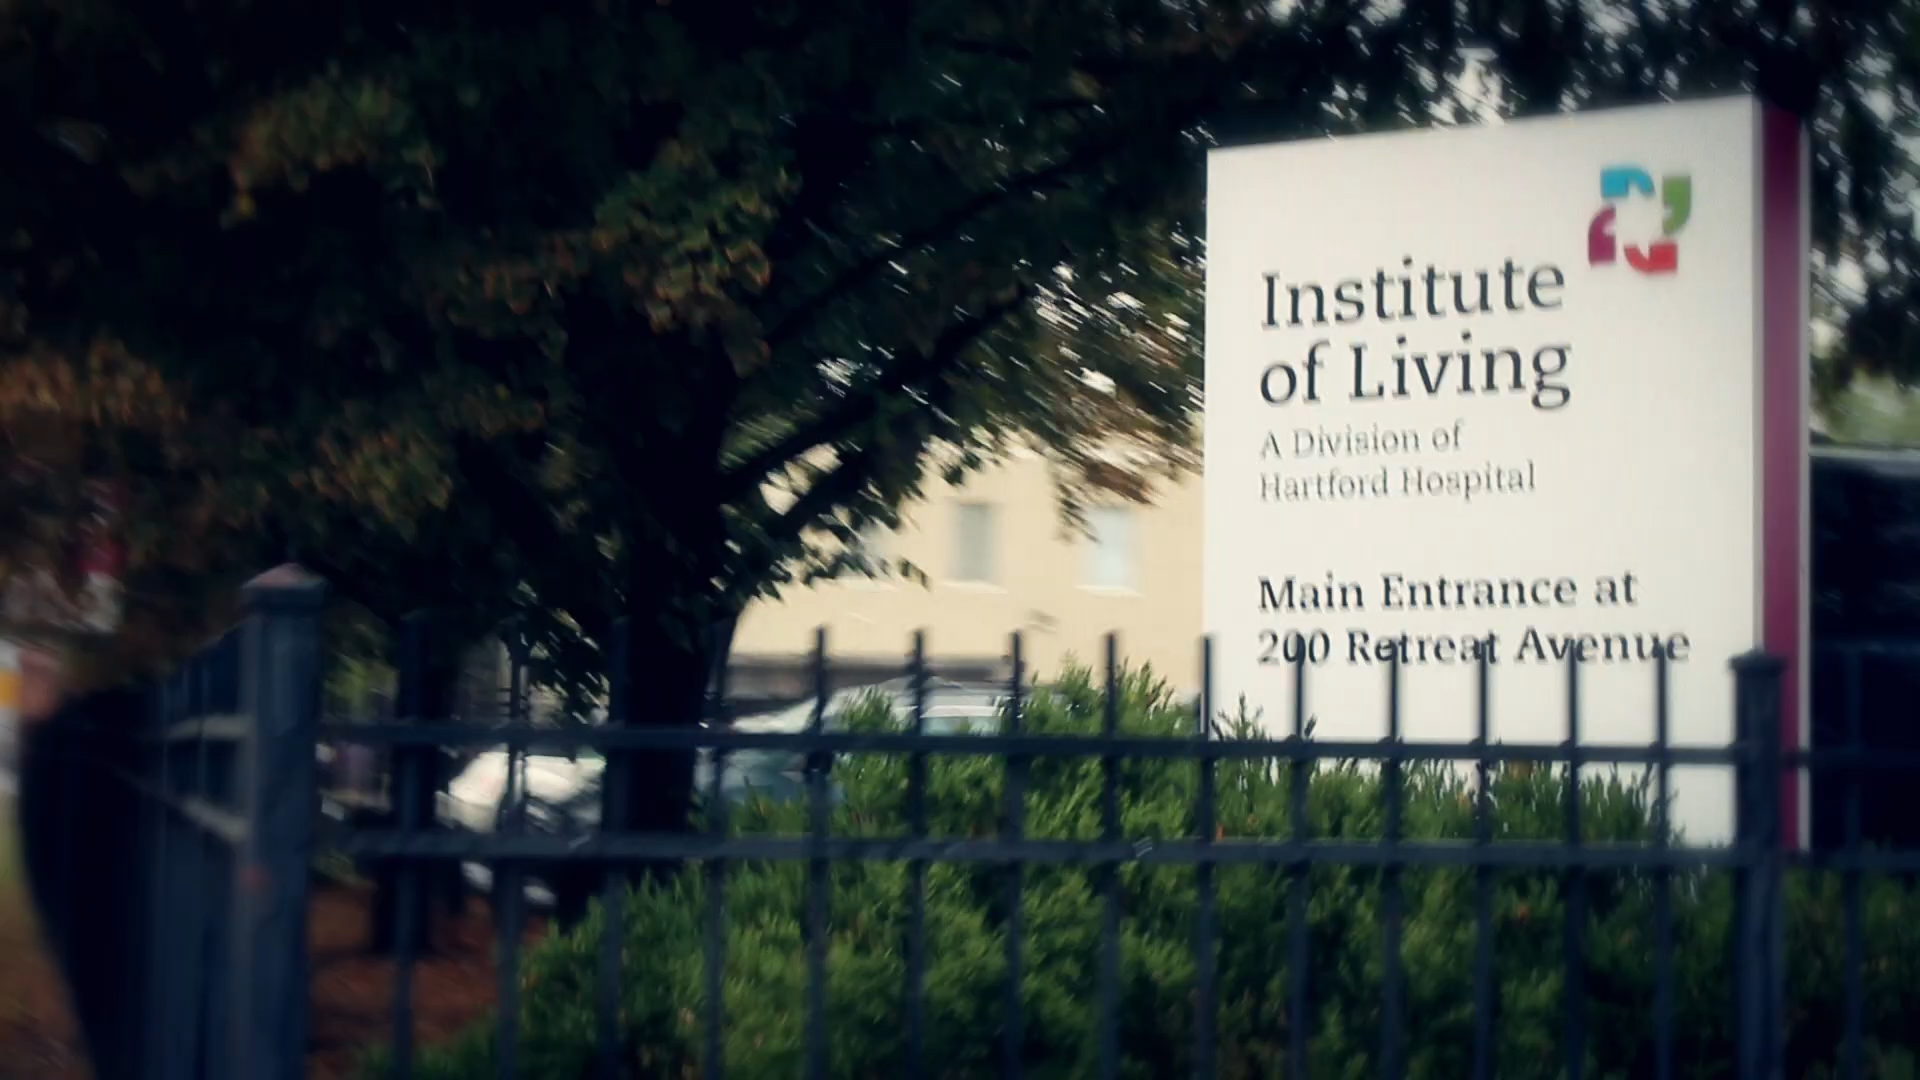 Institute
of Living
A Division of
Hartford Hospital
Main Entrance at
200 Retreat Avenue